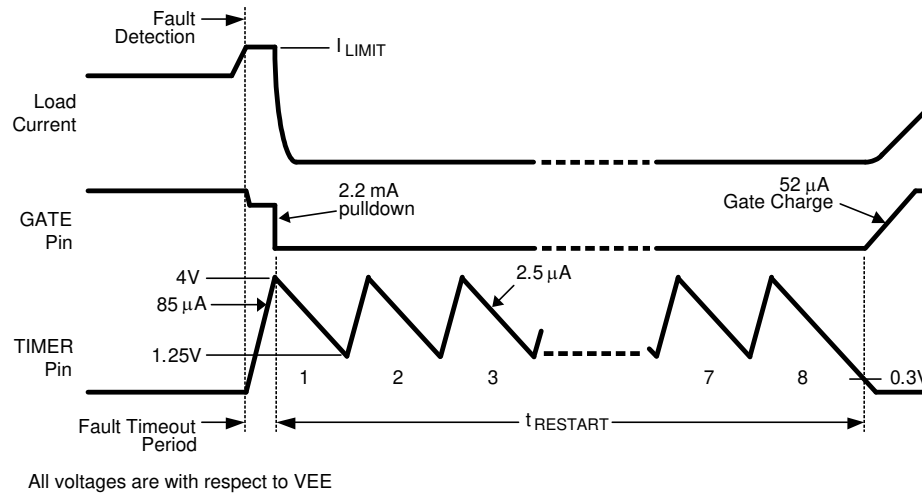 Fault
Detection
I LIMIT
Load
Current
2.2 mA
pulldown
52 μA
Gate Charge
GATE
Pin
4V
85 μA
2.5 μA
TIMER
Pin
1.25V
1
2
3
7
8
0.3V
Fault Timeout
Period
t RESTART
All voltages are with respect to VEE